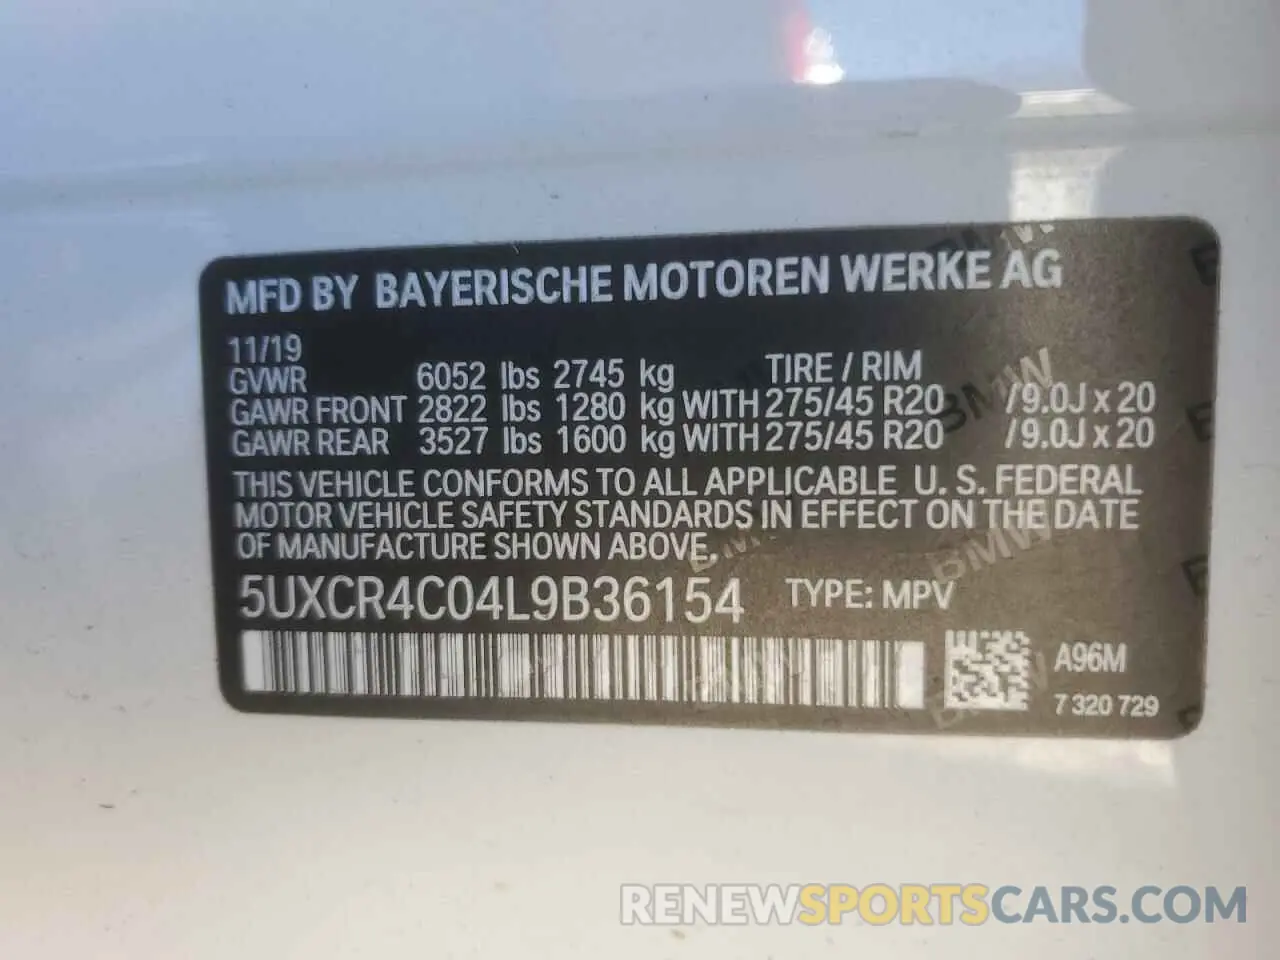 MFD BY BAYERISCHE MOTOREN WERKE AG
11/19
GVWR 6052 lbs 2745 kg TIRE / RIM
GAWR FRONT 2822 lbs 1280 kg WITH 275/45 R20 /9.0J x 20
GAWR REAR 3527 lbs 1600 kg WITH 275/45 R20 /9.0J x 20
THIS VEHICLE CONFORMS TO ALL APPLICABLE U. S. FEDERAL
MOTOR VEHICLE SAFETY STANDARDS IN EFFECT ON THE DATE
OF MANUFACTURE SHOWN ABOVE.
5UXCR4C04L9B36154 TYPE: MPV
A96M
7 320 729
RENEWSPORTSCARS.COM